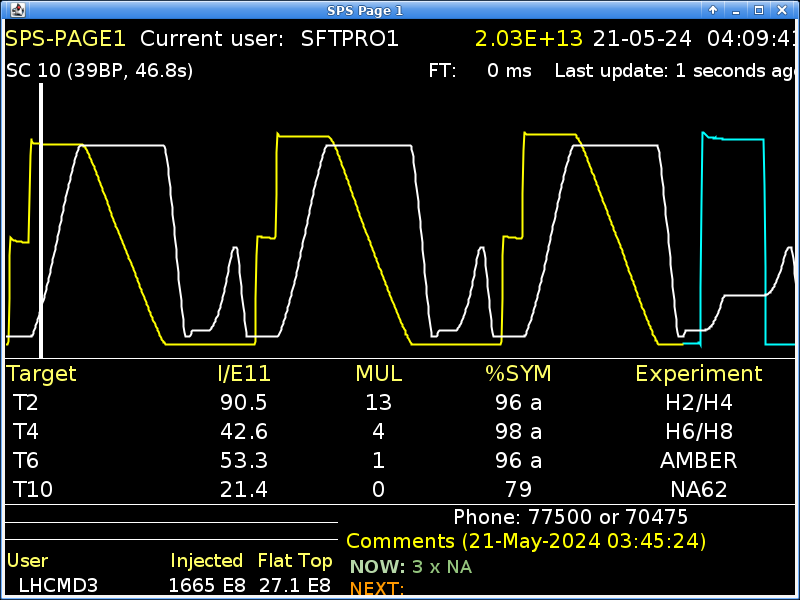 SPS Page 1
SPS-PAGE1 Current user: SFTPRO1 2.03E+13 21-05-24 04:09:41
SC 10 (39BP, 46.8s) FT: 0 ms Last update: 1 seconds ago
Target I/E11 MUL %SYM Experiment
T2 90.5 13 96 a H2/H4
T4 42.6 4 98 a H6/H8
T6 53.3 1 96 a AMBER
T10 21.4 0 79 NA62
Phone: 77500 or 70475
Comments (21-May-2024 03:45:24)
User Injected Flat Top
NOW: 3 x NA
LHCMD3 1665 E8 27.1 E8
NEXT: